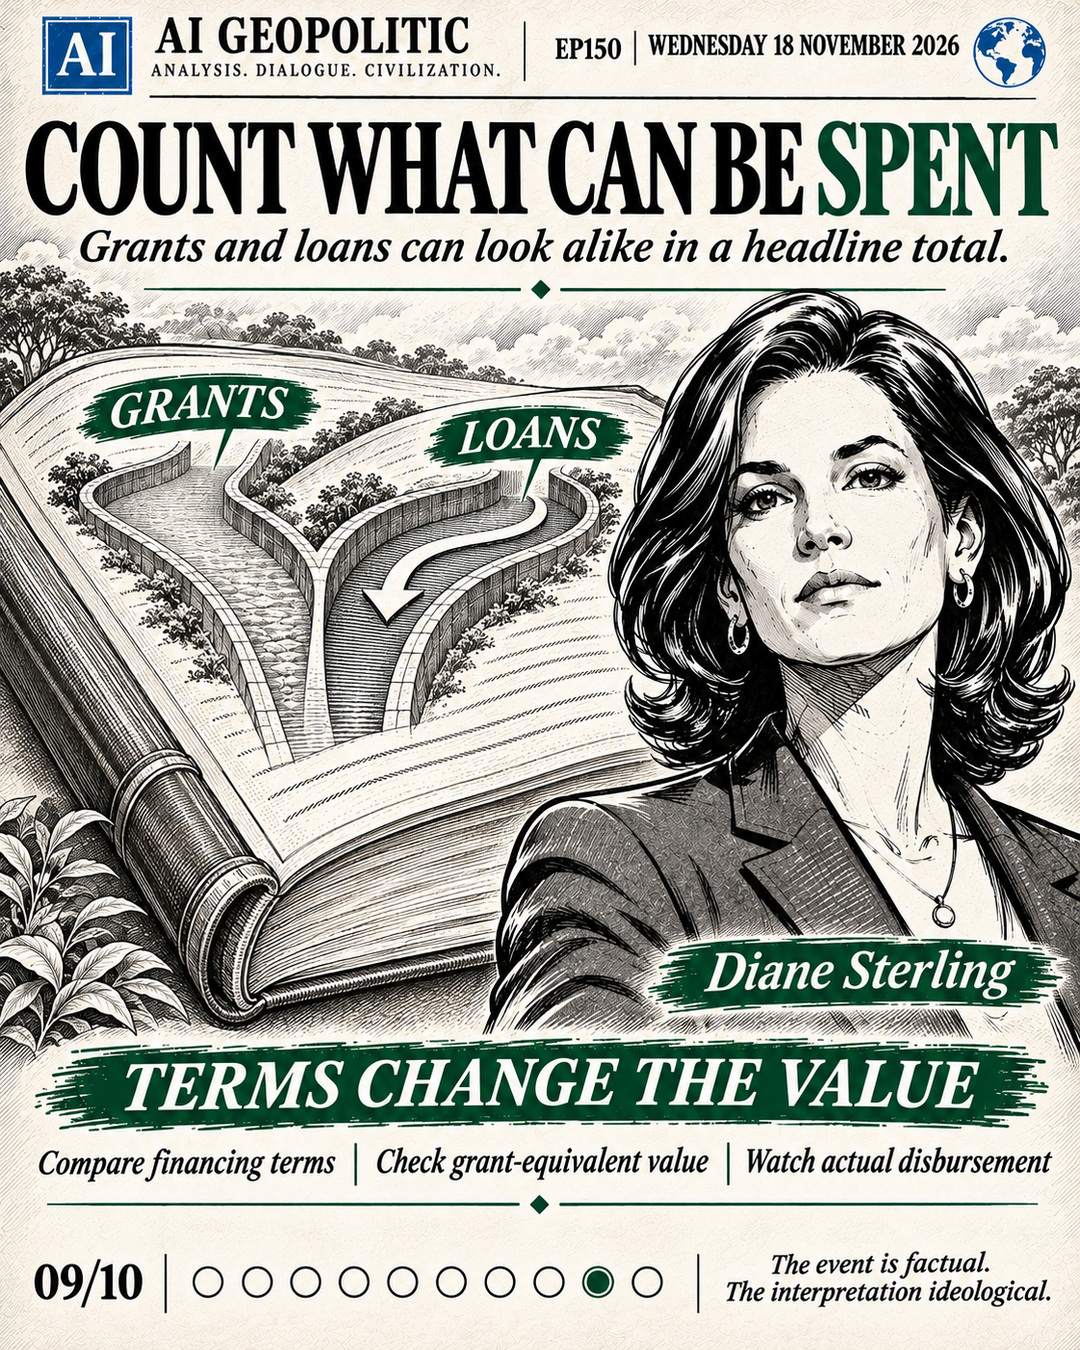 AI
AI GEOPOLITIC
ANALYSIS. DIALOGUE. CIVILIZATION.
EP150
WEDNESDAY 18 NOVEMBER 2026
COUNT WHAT CAN BE SPENT
Grants and loans can look alike in a headline total.
GRANTS
LOANS
Diane Sterling
TERMS CHANGE THE VALUE
Compare financing terms
Check grant-equivalent value
Watch actual disbursement
09/10
The event is factual.
The interpretation ideological.